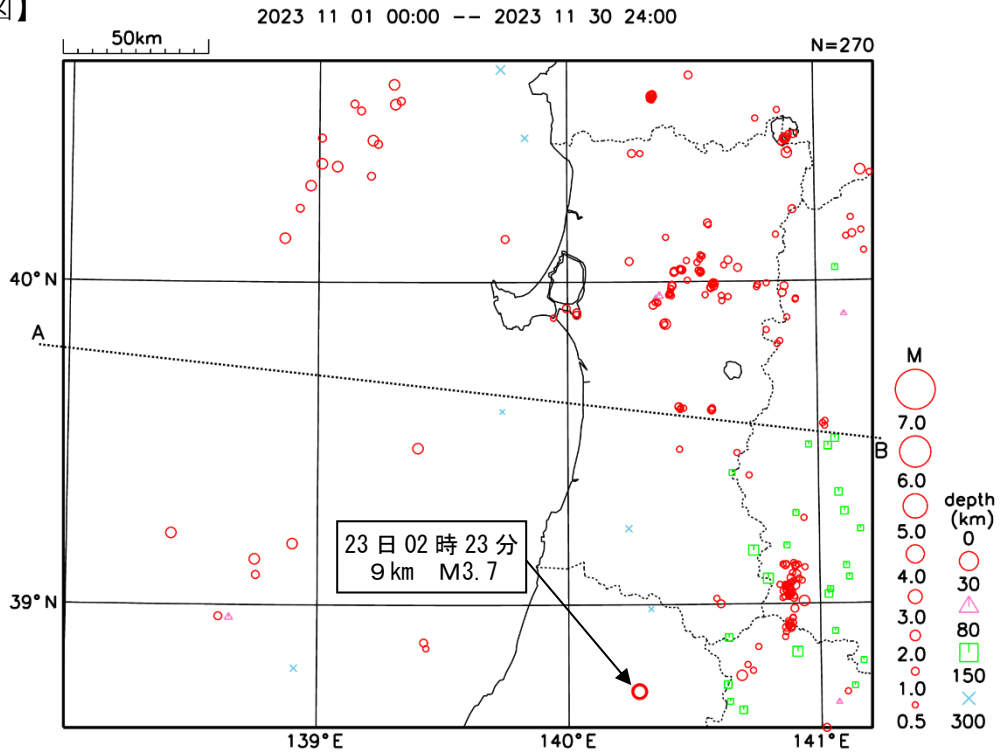 図】
2023 11 01 00:00 -- 2023 11 30 24:00
50km
N=270
40°N
A
B
23日02時23分
9km M3.7
39°N
139°E
140°E
141°E
M
7.0
6.0
5.0
4.0
3.0
2.0
1.0
0.5
depth
(km)
0
30
80
150
300